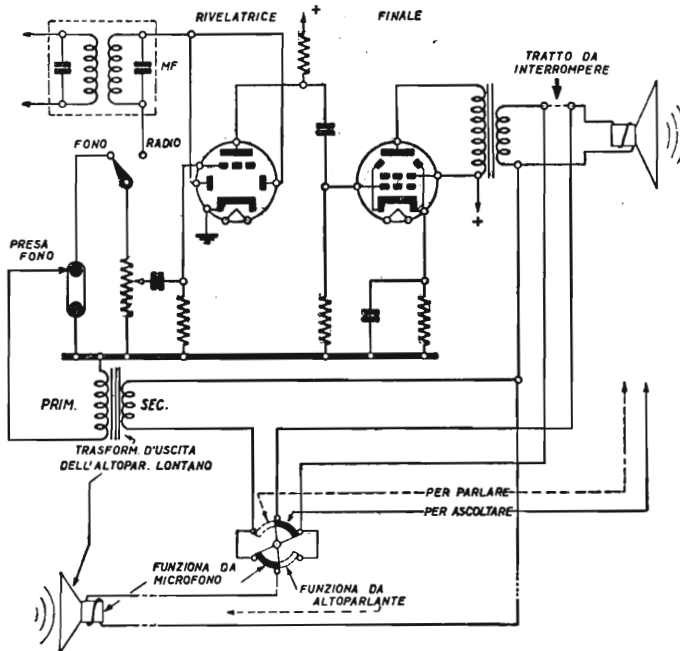 RIVELATRICE
+
FINALE
TRATTO DA
INTERROMPERE
MF
FONO
RADIO
+
PRESA
FONO
PRIM.
SEC.
TRASFORM. D'USCITA
DELL'ALTOPAR. LONTANO
PER PARLARE
PER ASCOLTARE
FUNZIONA DA
MICROFONO
FUNZIONA DA
ALTOPARLANTE